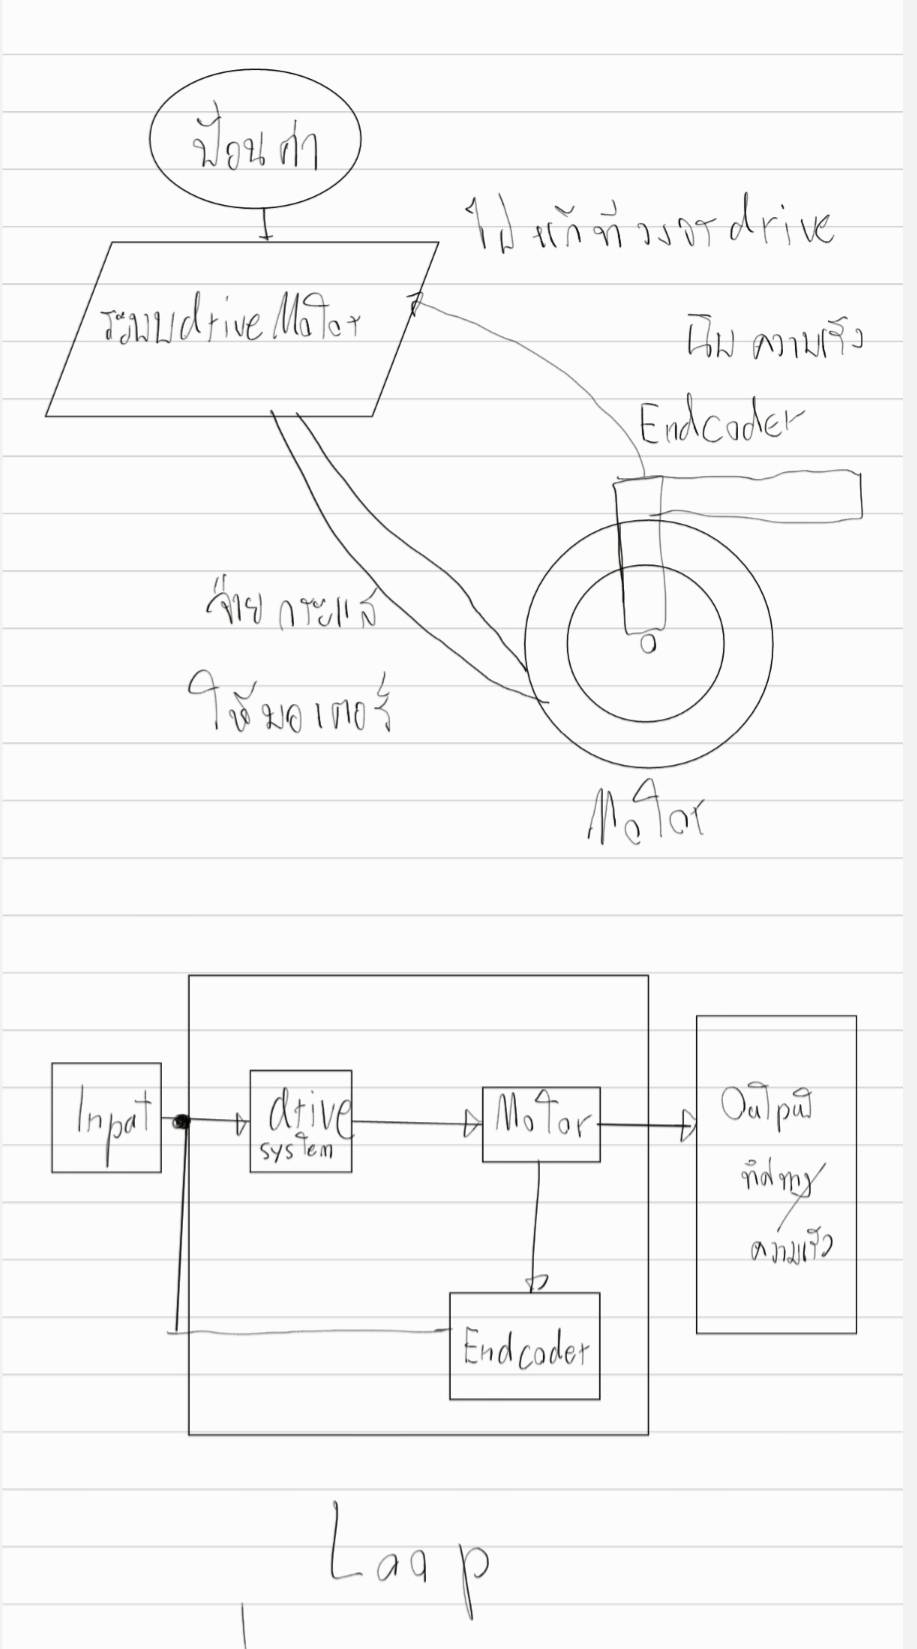 ป้อนค่า
ระบบdrive Motor
ไปแก้ที่วงจรdrive
ความเร็ว
Endcoder
จ่ายกระแส
ให้มอเตอร์
Motor
Inpat
drive
system
Motor
Output
ทิศทาง/
ความเร็ว
Endcoder
Laap